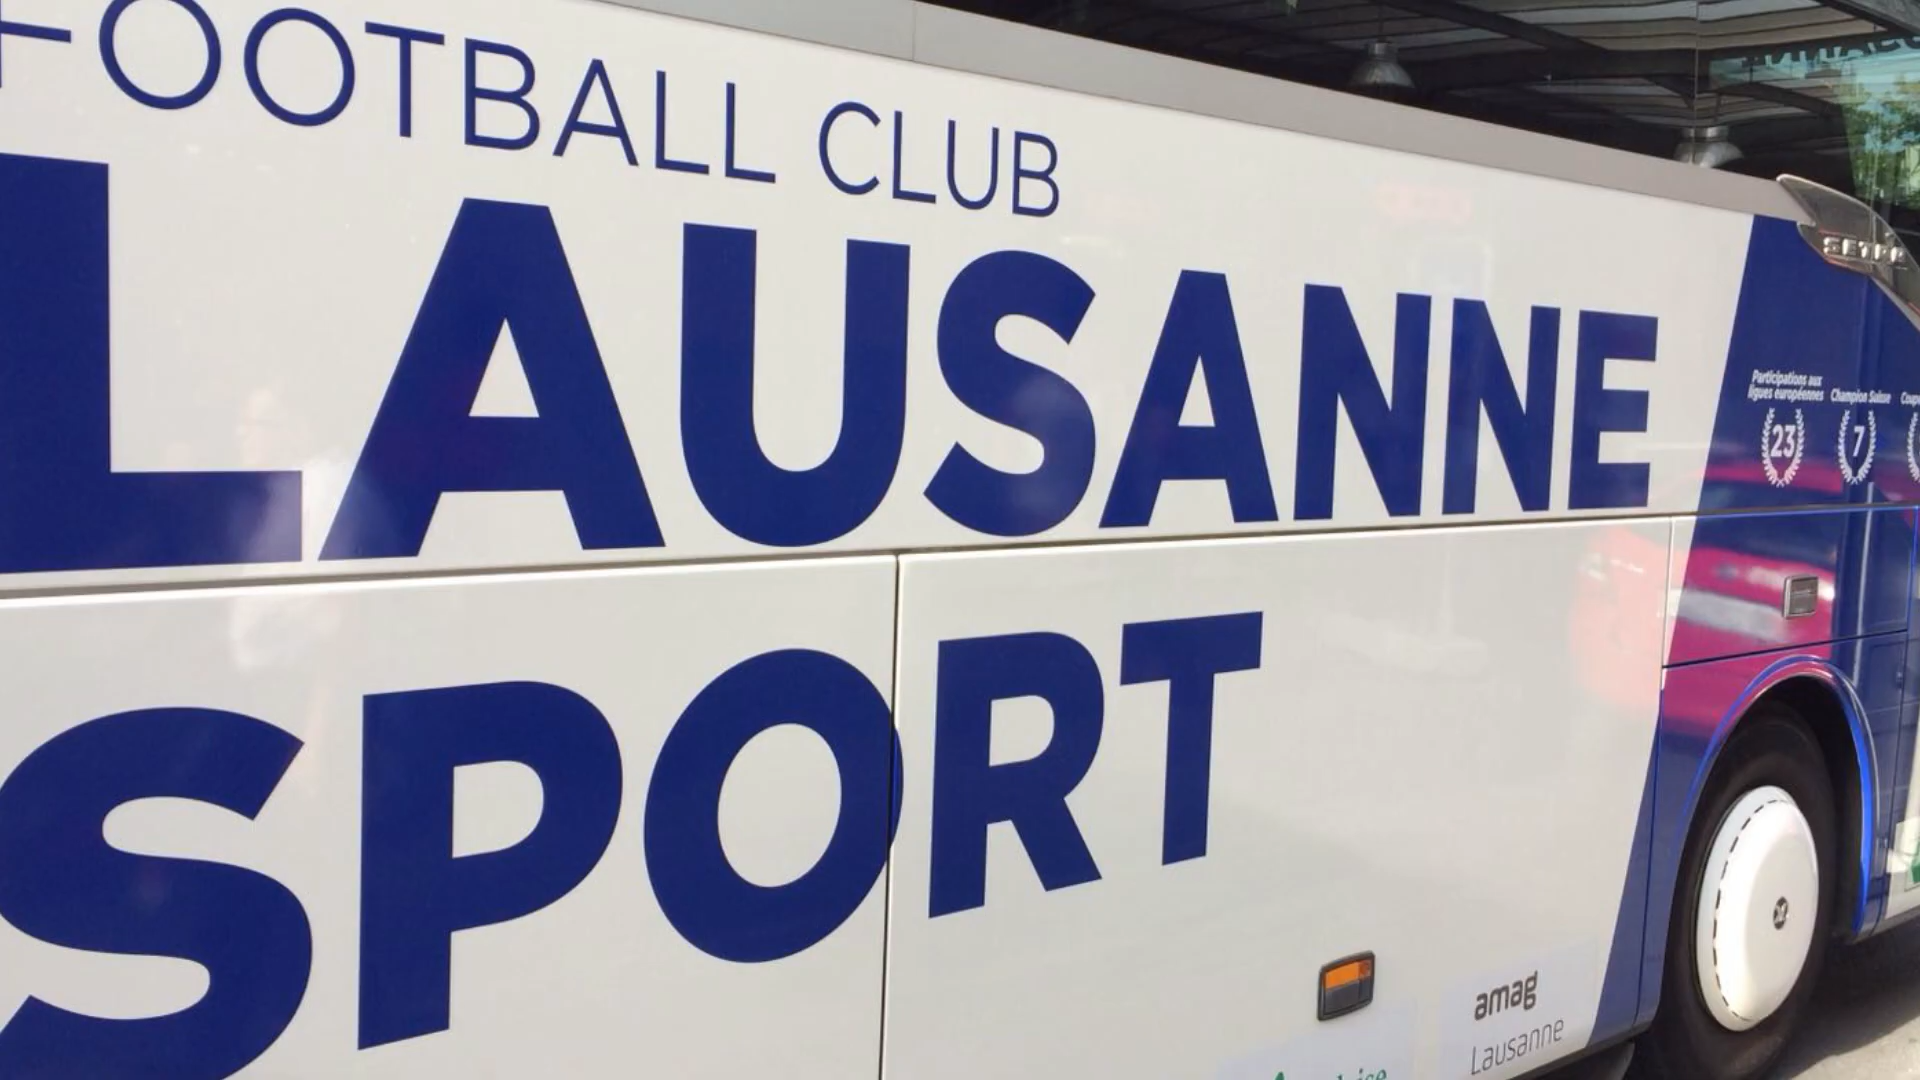 FOOTBALL CLUB
LAUSANNE
SPORT
SETRA
Participations aux
ligues européennes
23
Champion Suisse
7
amag
Lausanne